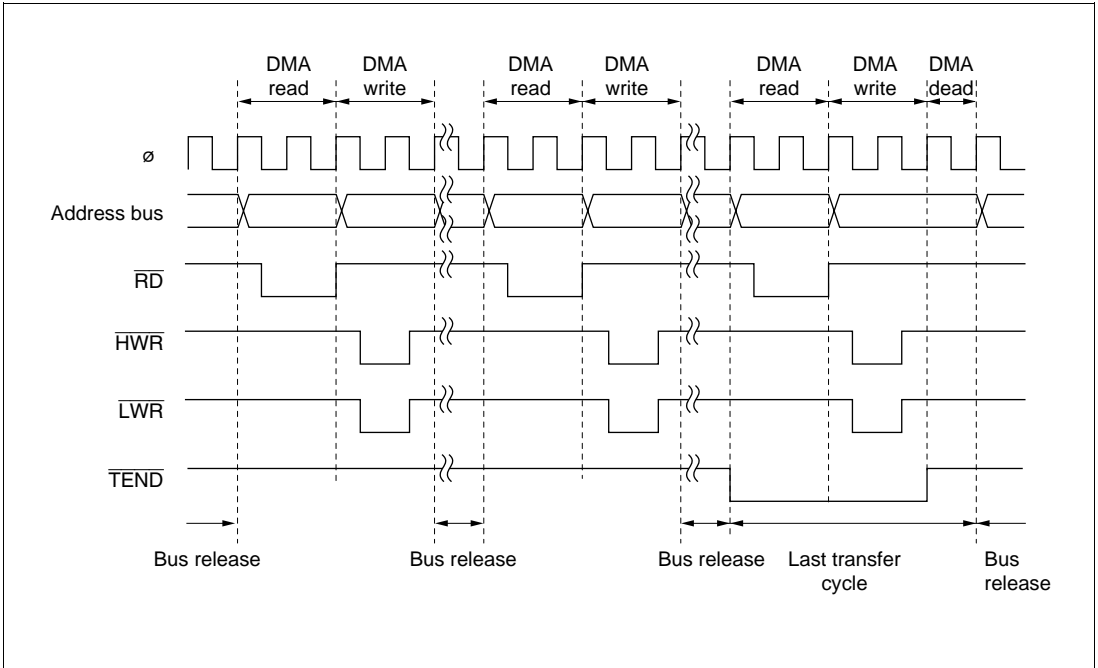 DMA read
DMA write
DMA read
DMA write
DMA read
DMA write
DMA dead
ø
Address bus
RD
HWR
LWR
TEND
Bus release
Bus release
Bus release
Last transfer cycle
Bus release